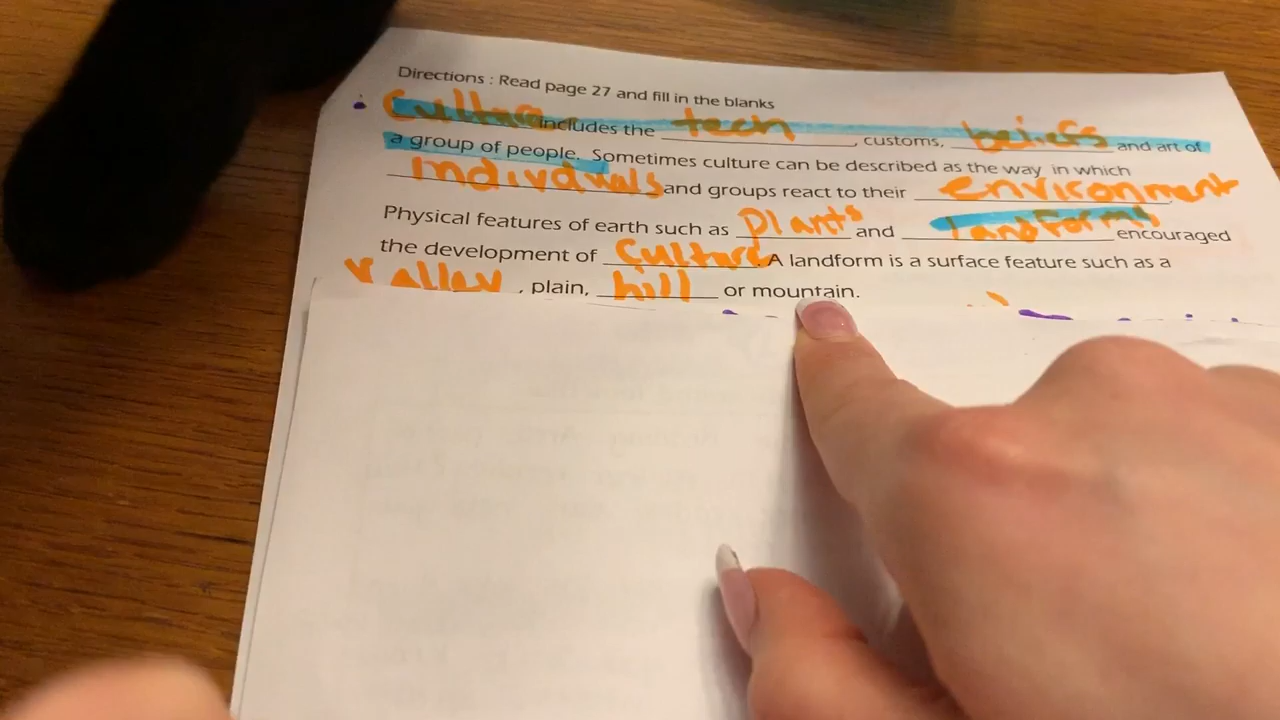 Directions : Read page 27 and fill in the blanks
Culture includes the tech, customs, beliefs and art of
a group of people. Sometimes culture can be described as the way in which
Individuals and groups react to their environment
Physical features of earth such as Plants and landforms encouraged
the development of Culture. A landform is a surface feature such as a
Valley, plain, hill or mountain.